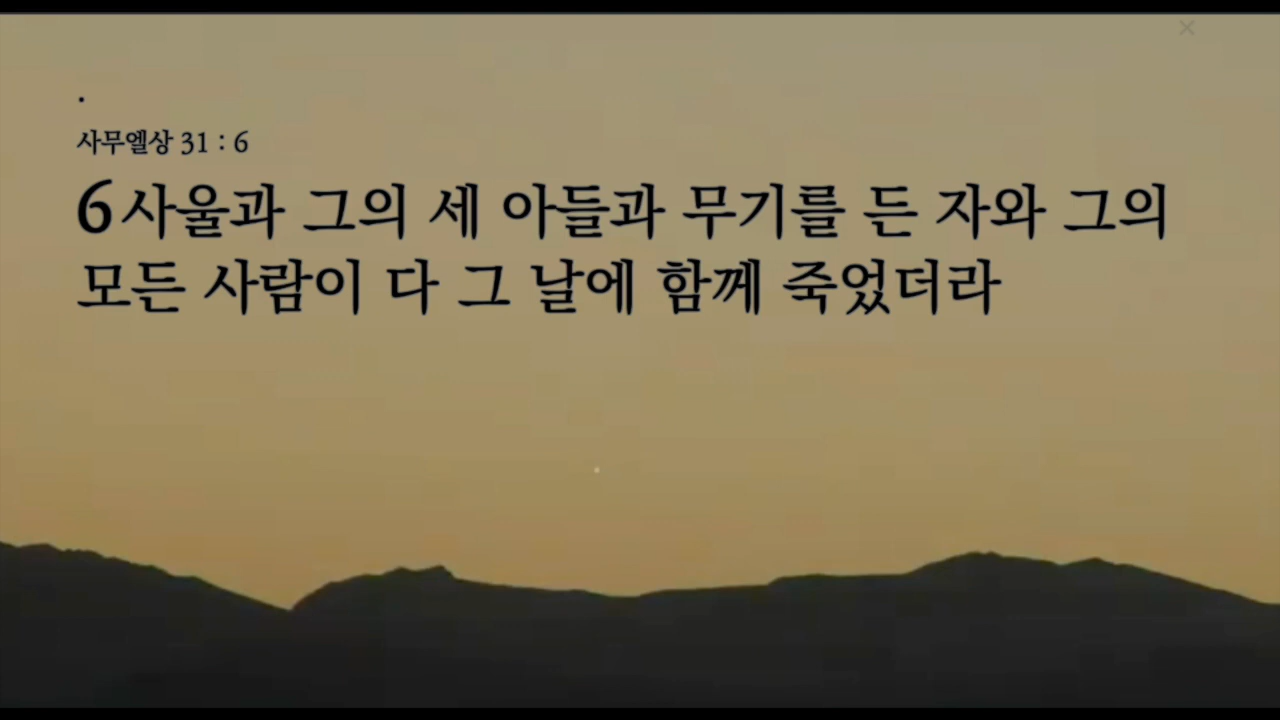 .
사무엘상 31 : 6
6 사울과 그의 세 아들과 무기를 든 자와 그의
모든 사람이 다 그 날에 함께 죽었더라